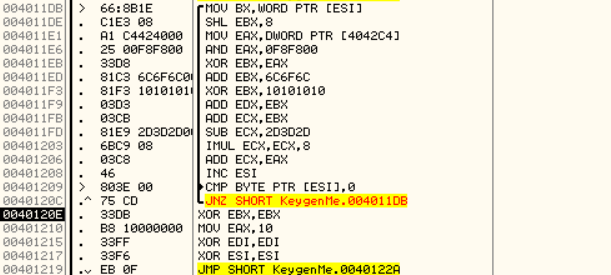 004011DB > 66:8B1E MOV BX,WORD PTR [ESI]
004011DE . C1E3 08 SHL EBX,8
004011E1 . A1 C4424000 MOV EAX,DWORD PTR [4042C4]
004011E6 . 25 00F8F800 AND EAX,0F8F800
004011EB . 33D8 XOR EBX,EAX
004011ED . 81C3 6C6F6C0 ADD EBX,6C6F6C
004011F3 . 81F3 1010101 XOR EBX,10101010
004011F9 . 03D3 ADD EDX,EBX
004011FB . 03CB ADD ECX,EBX
004011FD . 81E9 2D3D2D0 SUB ECX,2D3D2D
00401203 . 6BC9 08 IMUL ECX,ECX,8
00401206 . 03C8 ADD ECX,EAX
00401208 . 46 INC ESI
00401209 > 803E 00 CMP BYTE PTR [ESI],0
0040120C .^ 75 CD JNZ SHORT KeygenMe.004011DB
0040120E . 33DB XOR EBX,EBX
00401210 . B8 10000000 MOV EAX,10
00401215 . 33FF XOR EDI,EDI
00401217 . 33F6 XOR ESI,ESI
00401219 .v EB 0F JMP SHORT KeygenMe.0040122A